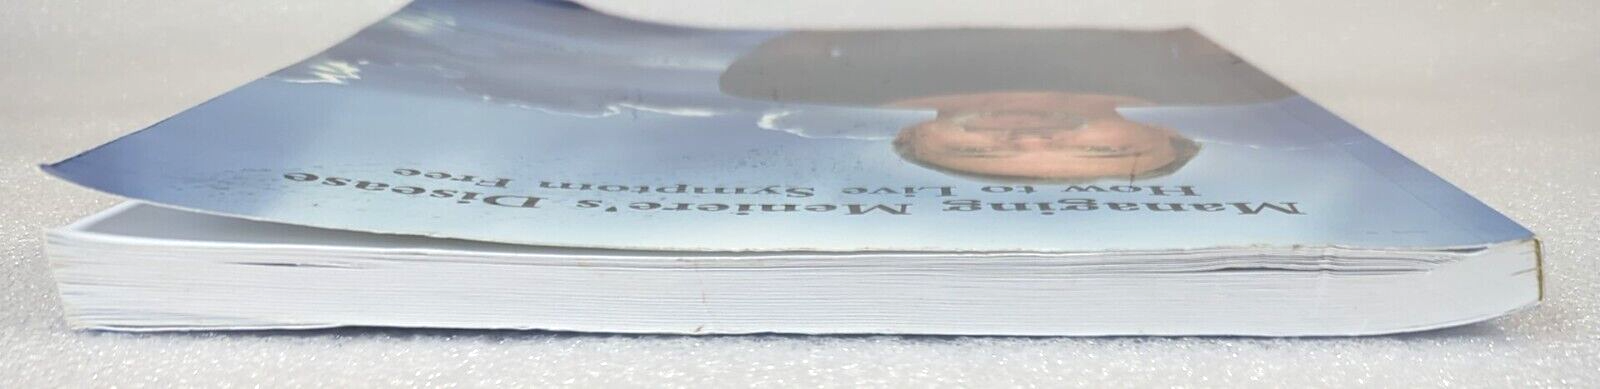 Managing Meniere's Disease
How to Live Symptom Free